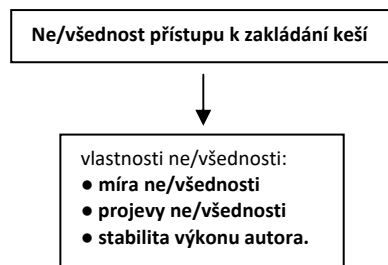 Ne/všednost přístupu k zakládání keší
vlastnosti ne/všednosti:
● míra ne/všednosti
● projevy ne/všednosti
● stabilita výkonu autora.